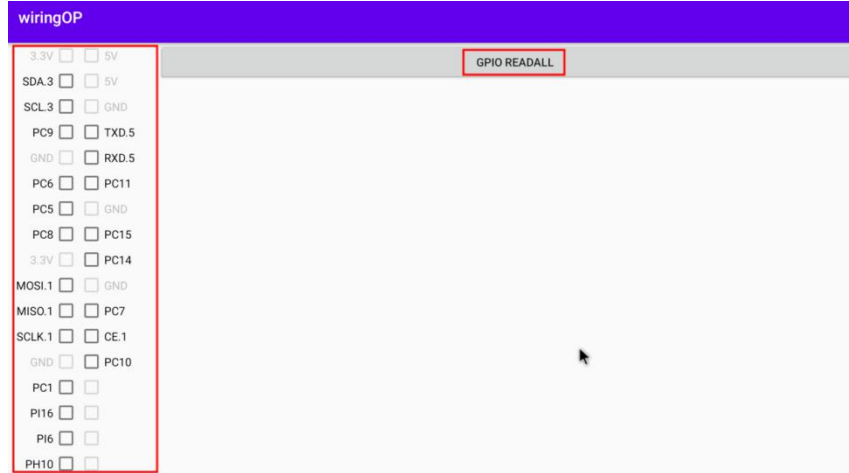 wiringOP
GPIO READALL
3.3V 5V
SDA.3 5V
SCL.3 GND
PC9 TXD.5
GND RXD.5
PC6 PC11
PC5 GND
PC8 PC15
3.3V PC14
MOSI.1 GND
MISO.1 PC7
SCLK.1 CE.1
GND PC10
PC1
PI16
PI6
PH10